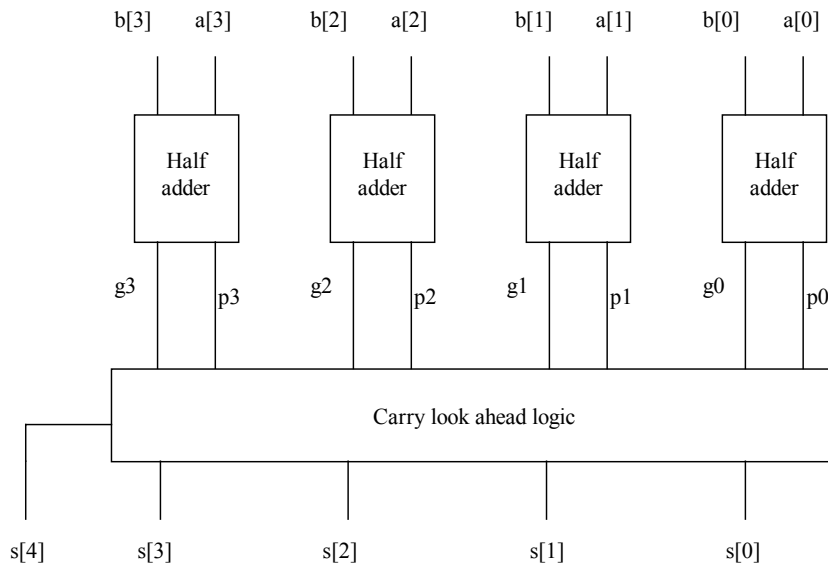 b[3] a[3] b[2] a[2] b[1] a[1] b[0] a[0]
Half adder
Half adder
Half adder
Half adder
g3 p3 g2 p2 g1 p1 g0 p0
Carry look ahead logic
s[4] s[3] s[2] s[1] s[0]